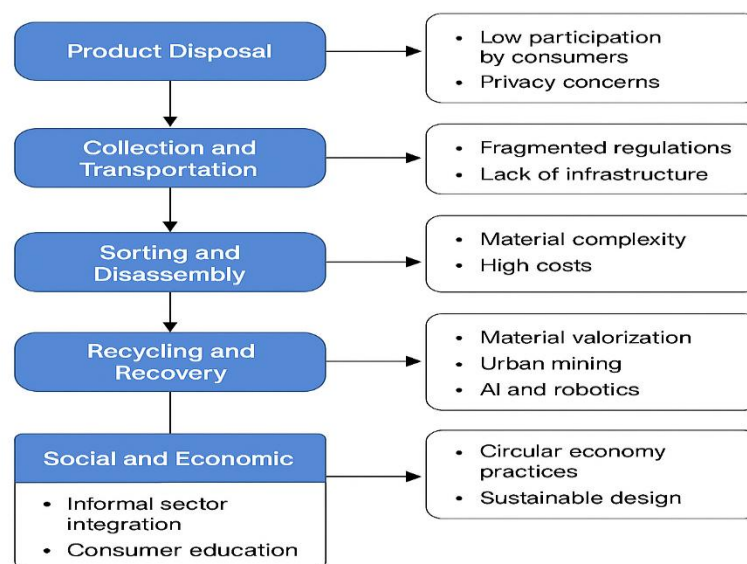 Product Disposal
• Low participation
by consumers
• Privacy concerns
Collection and
Transportation
• Fragmented regulations
• Lack of infrastructure
Sorting and
Disassembly
• Material complexity
• High costs
Recycling and
Recovery
• Material valorization
• Urban mining
• AI and robotics
Social and Economic
• Informal sector
integration
• Consumer education
• Circular economy
practices
• Sustainable design